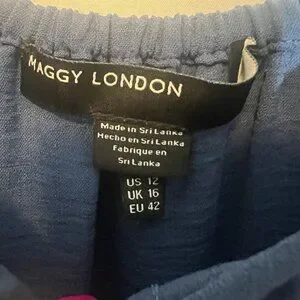 MAGGY LONDON
Made in Sri Lanka
Hecho en Sri Lanka
Fabrique en
Sri Lanka
US 12
UK 16
EU 42